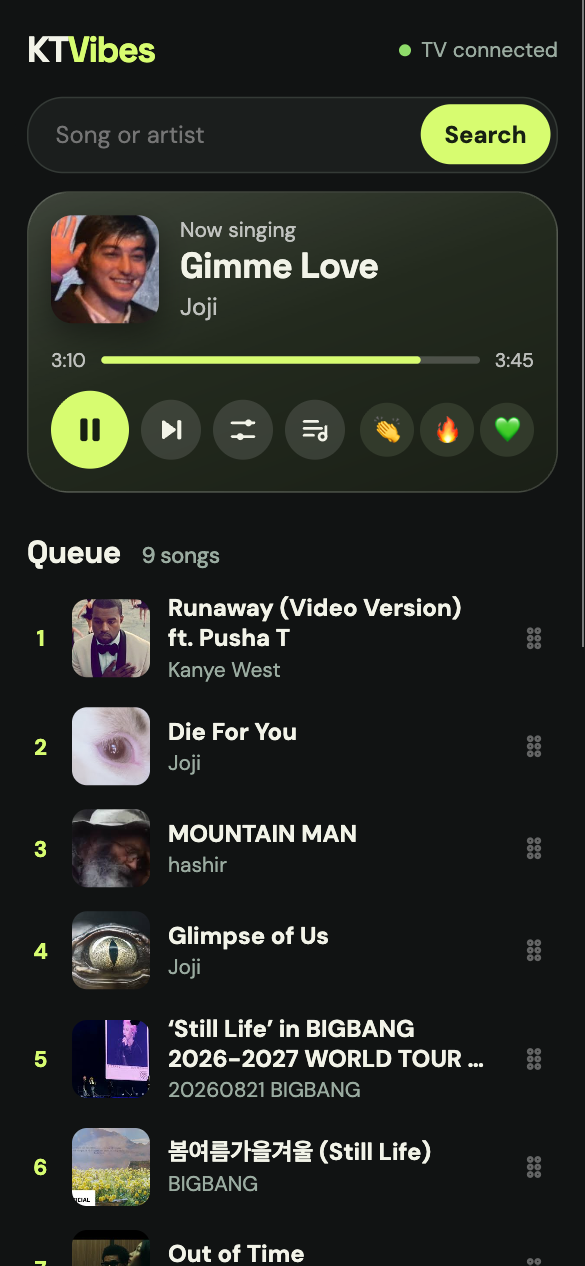 KTVibes
TV connected
Song or artist
Search
Now singing
Gimme Love
Joji
3:10
3:45
Queue 9 songs
1
Runaway (Video Version)
ft. Pusha T
Kanye West
2
Die For You
Joji
3
MOUNTAIN MAN
hashir
4
Glimpse of Us
Joji
5
‘Still Life’ in BIGBANG
2026-2027 WORLD TOUR ...
20260821 BIGBANG
6
봄여름가을겨울 (Still Life)
BIGBANG
7
Out of Time